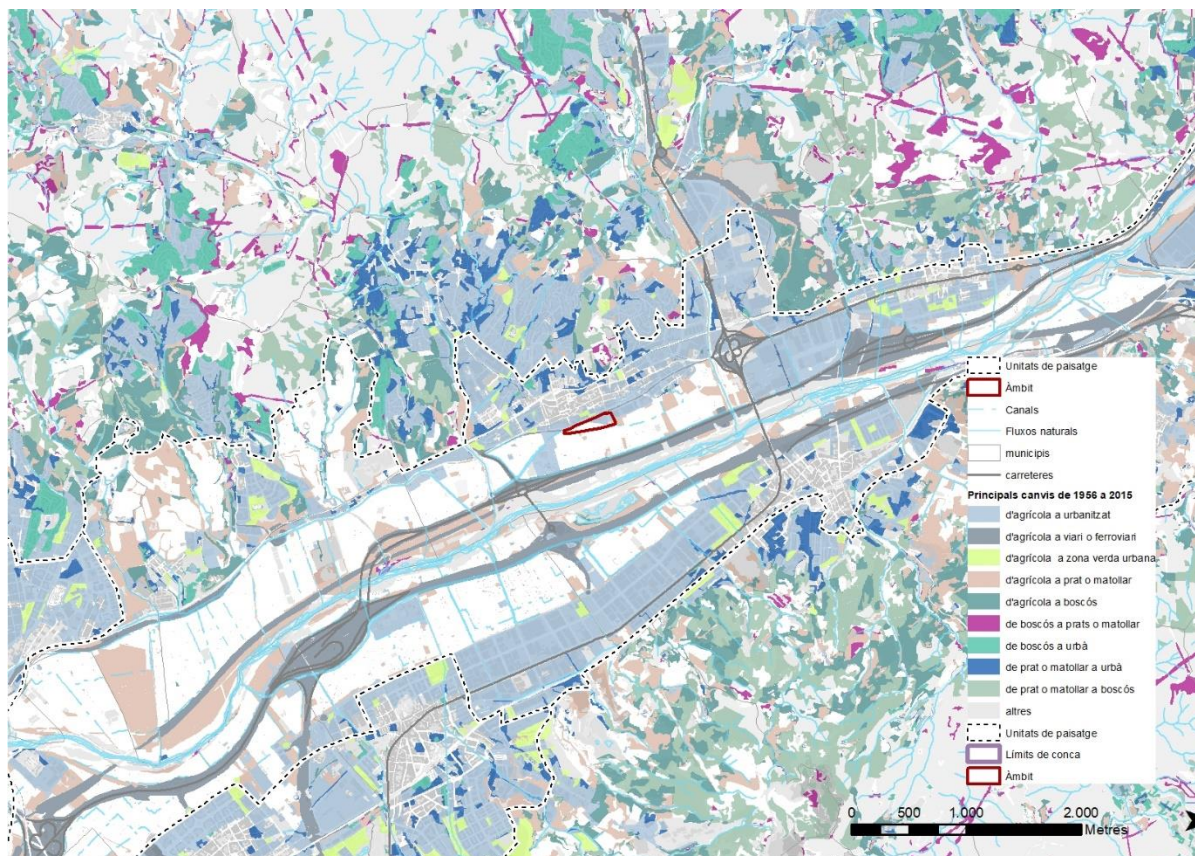 Unitats de paisatge
Àmbit
Canals
Fluxos naturals
municipis
carreteres
Principals canvis de 1956 a 2015
d'agrícola a urbanitzat
d'agrícola a viari o ferroviari
d'agrícola a zona verda urbana
d'agrícola a prat o matollar
d'agrícola a boscós
de boscós a prats o matollar
de boscós a urbà
de prat o matollar a urbà
de prat o matollar a boscós
altres
Unitats de paisatge
Límits de conca
Àmbit
0 500 1.000 2.000
Metres